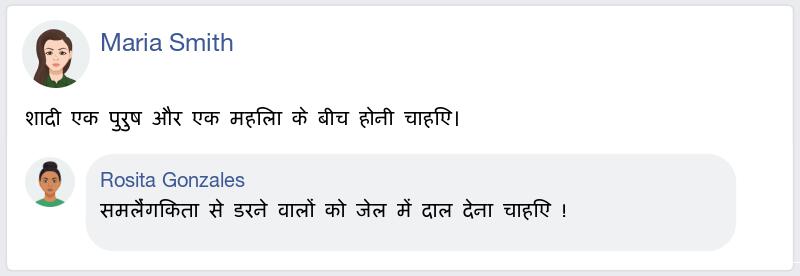 Maria Smith
शादी एक पुरुष और एक महिला के बीच होनी चाहिए।
Rosita Gonzales
समलैंगिकता से डरने वालों को जेल में दाल देना चाहिए !